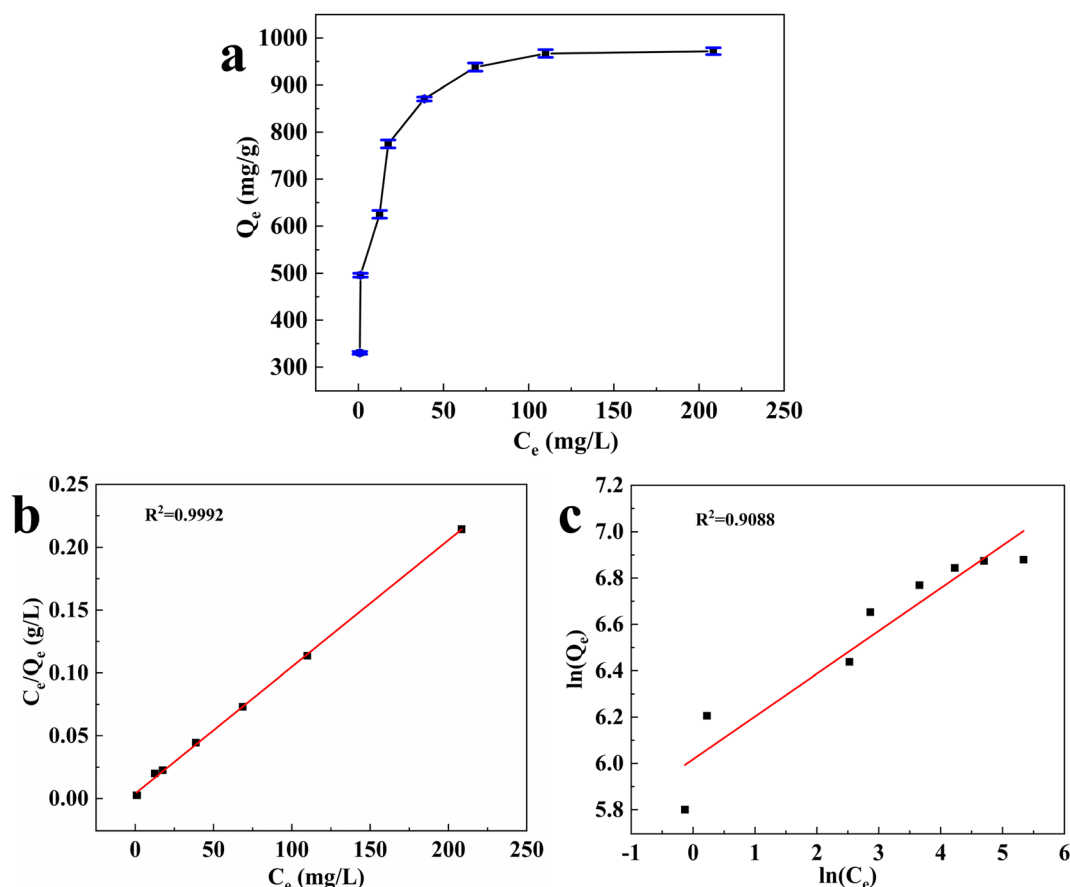 a
1000
900
800
700
600
500
400
300
Qₑ (mg/g)
0 50 100 150 200 250
Cₑ (mg/L)
b
R²=0.9992
0.25
0.20
0.15
0.10
0.05
0.00
Cₑ/Qₑ (g/L)
0 50 100 150 200 250
Cₑ (mg/L)
c
R²=0.9088
7.2
7.0
6.8
6.6
6.4
6.2
6.0
5.8
ln(Qₑ)
-1 0 1 2 3 4 5 6
ln(Cₑ)